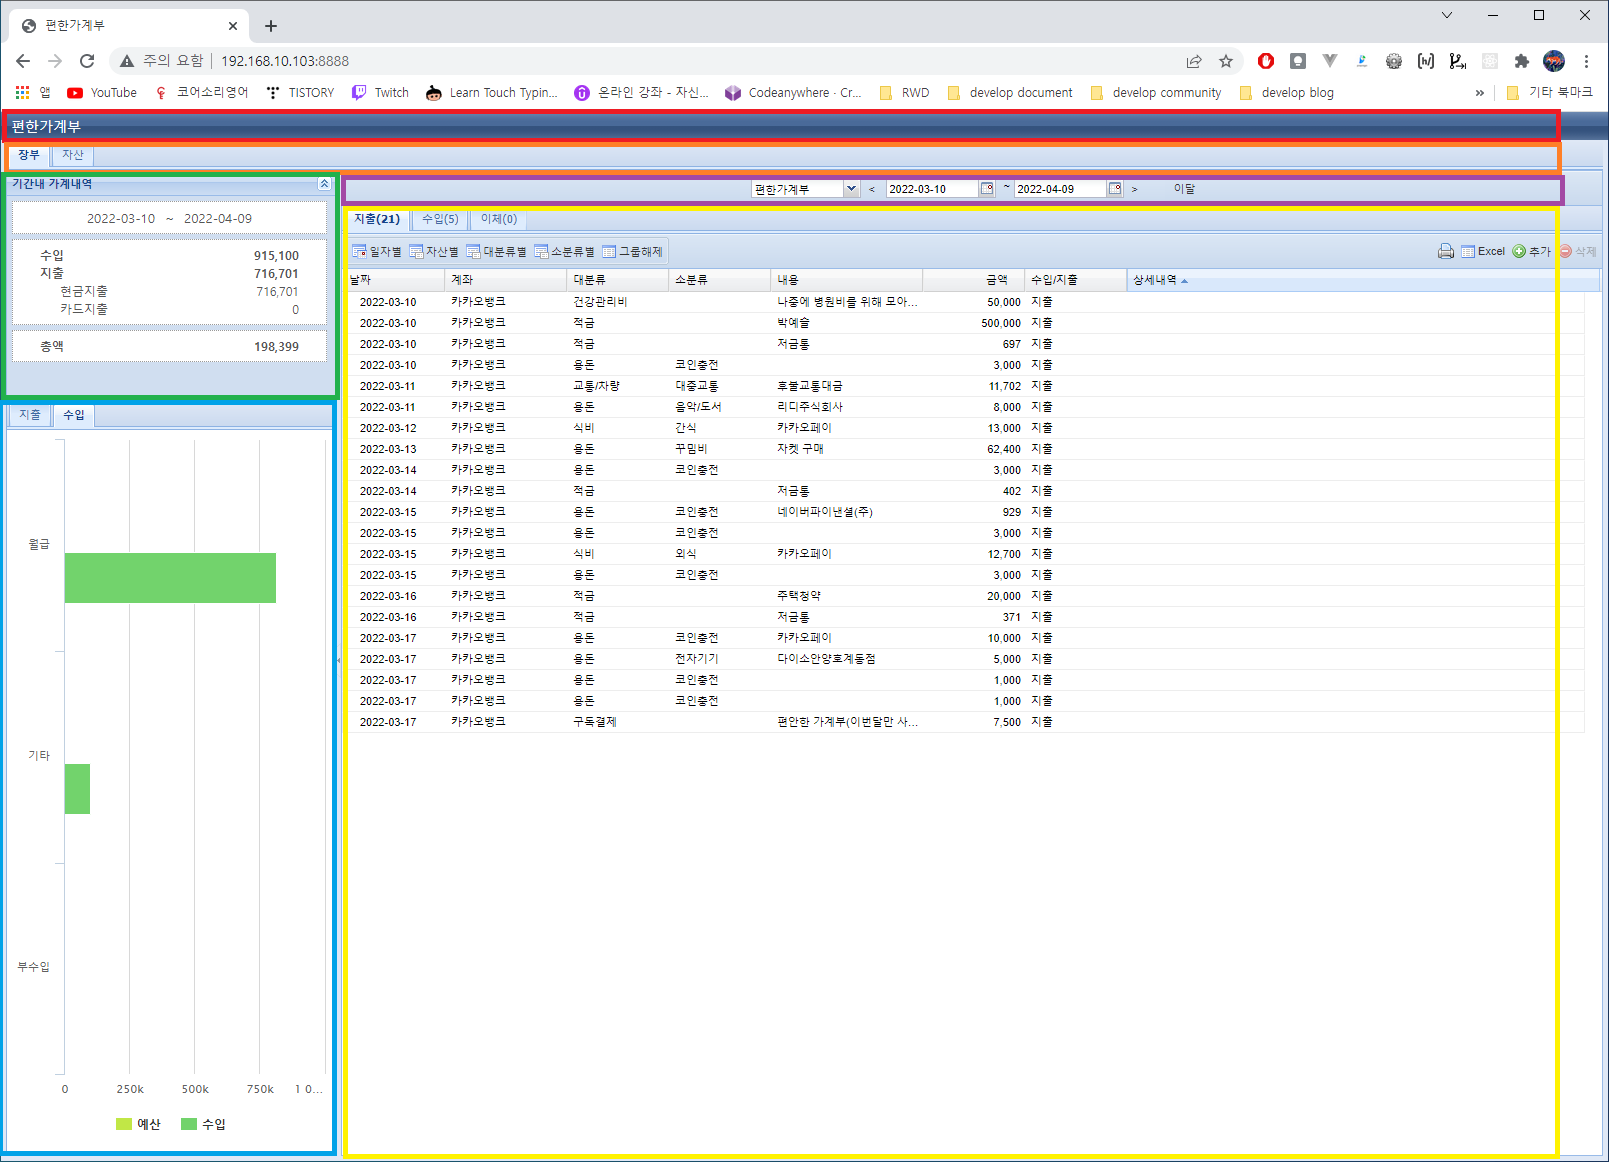 편한가계부
주의 요함 192.168.10.103:8888
앱 YouTube 코어소리영어 TISTORY Twitch Learn Touch Typin... 온라인 강좌 - 자신... Codeanywhere · Cr... RWD develop document develop community develop blog » 기타 북마크
편한가계부
장부 자산
기간내 가계내역
2022-03-10 ~ 2022-04-09
수입 915,100
지출 716,701
현금지출 716,701
카드지출 0
총액 198,399
지출 수입
월급
기타
부수입
0 250k 500k 750k 1 0...
예산 수입
편한가계부 < 2022-03-10 ~ 2022-04-09 > 이달
지출(21) 수입(5) 이체(0)
일자별 자산별 대분류별 소분류별 그룹해제 Excel 추가 삭제
날짜 계좌 대분류 소분류 내용 금액 수입/지출 상세내역
2022-03-10 카카오뱅크 건강관리비 나중에 병원비를 위해 모아... 50,000 지출
2022-03-10 카카오뱅크 적금 박예슬 500,000 지출
2022-03-10 카카오뱅크 적금 저금통 697 지출
2022-03-10 카카오뱅크 용돈 코인충전 3,000 지출
2022-03-11 카카오뱅크 교통/차량 대중교통 후불교통대금 11,702 지출
2022-03-11 카카오뱅크 용돈 음악/도서 리디주식회사 8,000 지출
2022-03-12 카카오뱅크 식비 간식 카카오페이 13,000 지출
2022-03-13 카카오뱅크 용돈 꾸밈비 자켓 구매 62,400 지출
2022-03-14 카카오뱅크 용돈 코인충전 3,000 지출
2022-03-14 카카오뱅크 적금 저금통 402 지출
2022-03-15 카카오뱅크 용돈 코인충전 네이버파이낸셜(주) 929 지출
2022-03-15 카카오뱅크 용돈 코인충전 3,000 지출
2022-03-15 카카오뱅크 식비 외식 카카오페이 12,700 지출
2022-03-15 카카오뱅크 용돈 코인충전 3,000 지출
2022-03-16 카카오뱅크 적금 주택청약 20,000 지출
2022-03-16 카카오뱅크 적금 저금통 371 지출
2022-03-17 카카오뱅크 용돈 코인충전 카카오페이 10,000 지출
2022-03-17 카카오뱅크 용돈 전자기기 다이소안양호계동점 5,000 지출
2022-03-17 카카오뱅크 용돈 코인충전 1,000 지출
2022-03-17 카카오뱅크 용돈 코인충전 1,000 지출
2022-03-17 카카오뱅크 구독결제 편안한 가계부(이번달만 사... 7,500 지출